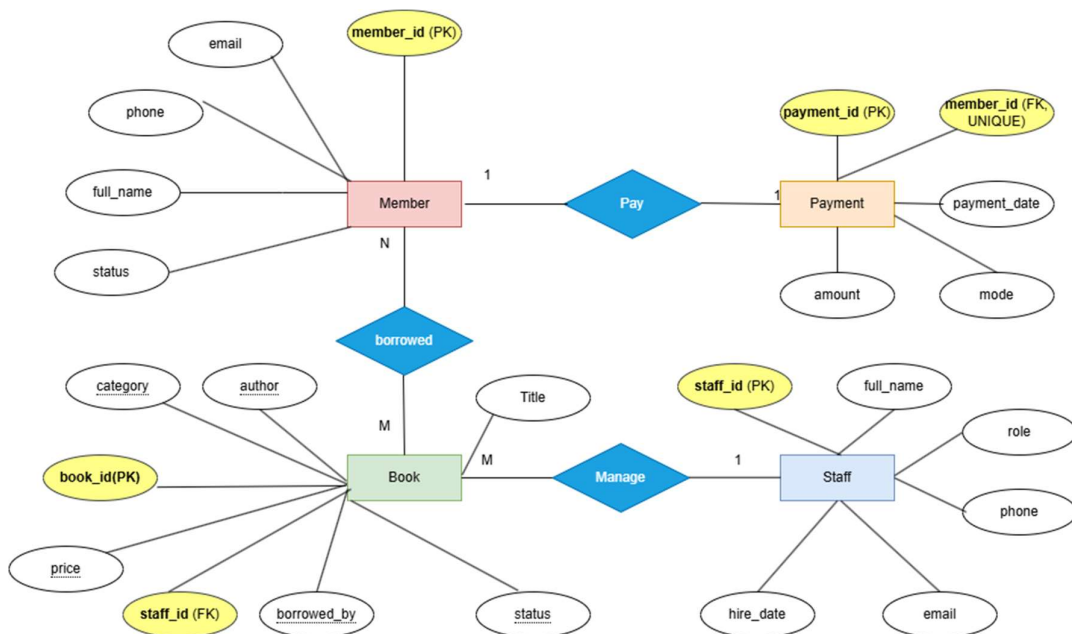 member_id (PK)
email
phone
full_name
status
Member
1
Pay
1
Payment
payment_id (PK)
member_id (FK,
UNIQUE)
payment_date
mode
amount
N
borrowed
M
category
author
Title
book_id(PK)
Book
M
Manage
1
Staff
staff_id (PK)
full_name
role
phone
price
staff_id (FK)
borrowed_by
status
hire_date
email